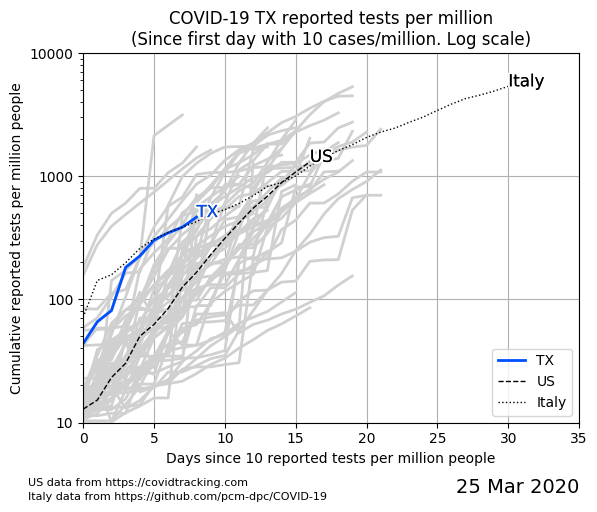 COVID-19 TX reported tests per million
(Since first day with 10 cases/million. Log scale)
Cumulative reported tests per million people
10000
1000
100
10
Italy
US
TX
TX
US
Italy
0 5 10 15 20 25 30 35
Days since 10 reported tests per million people
US data from https://covidtracking.com
Italy data from https://github.com/pcm-dpc/COVID-19
25 Mar 2020